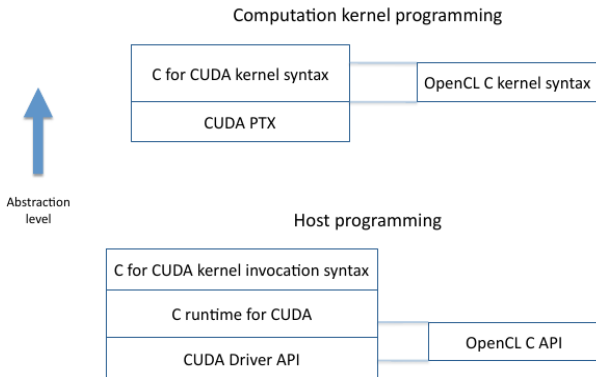 Computation kernel programming
C for CUDA kernel syntax
OpenCL C kernel syntax
CUDA PTX
Abstraction
level
Host programming
C for CUDA kernel invocation syntax
C runtime for CUDA
OpenCL C API
CUDA Driver API